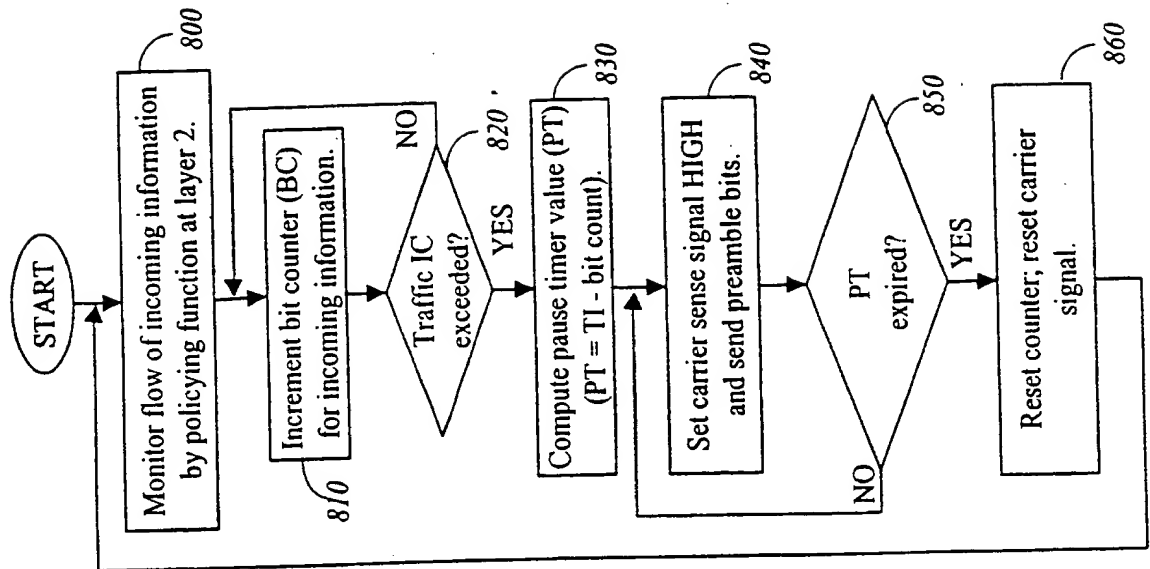 START
800
Monitor flow of incoming information
by policying function at layer 2.
810
Increment bit counter (BC)
for incoming information.
NO
820
Traffic IC
exceeded?
YES
830
Compute pause timer value (PT)
(PT = TI - bit count).
840
Set carrier sense signal HIGH
and send preamble bits.
850
PT
expired?
NO
YES
860
Reset counter; reset carrier
signal.